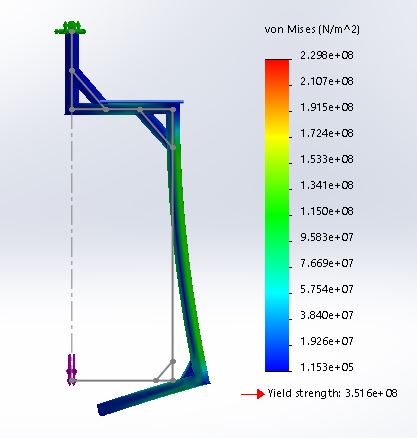 von Mises (N/m^2)
2.298e+08
2.107e+08
1.915e+08
1.724e+08
1.533e+08
1.341e+08
1.150e+08
9.583e+07
7.669e+07
5.754e+07
3.840e+07
1.926e+07
1.153e+05
Yield strength: 3.516e+08